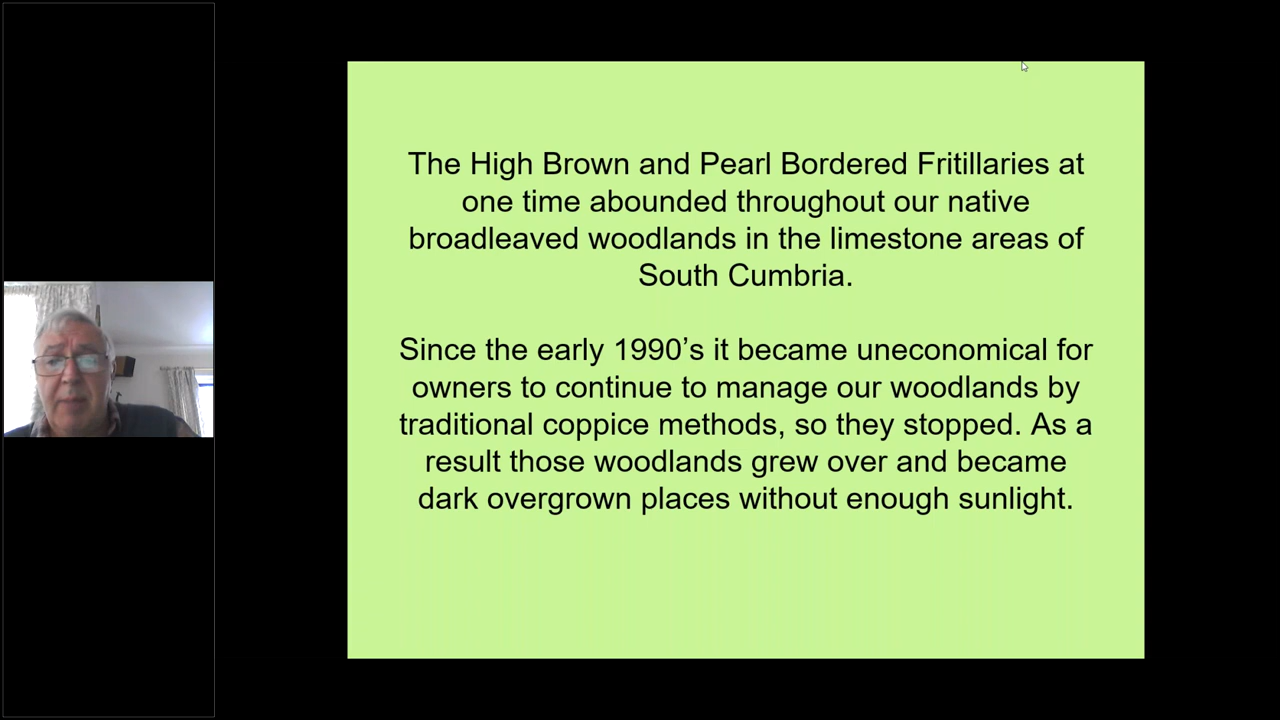 The High Brown and Pearl Bordered Fritillaries at
one time abounded throughout our native
broadleaved woodlands in the limestone areas of
South Cumbria.
Since the early 1990’s it became uneconomical for
owners to continue to manage our woodlands by
traditional coppice methods, so they stopped. As a
result those woodlands grew over and became
dark overgrown places without enough sunlight.